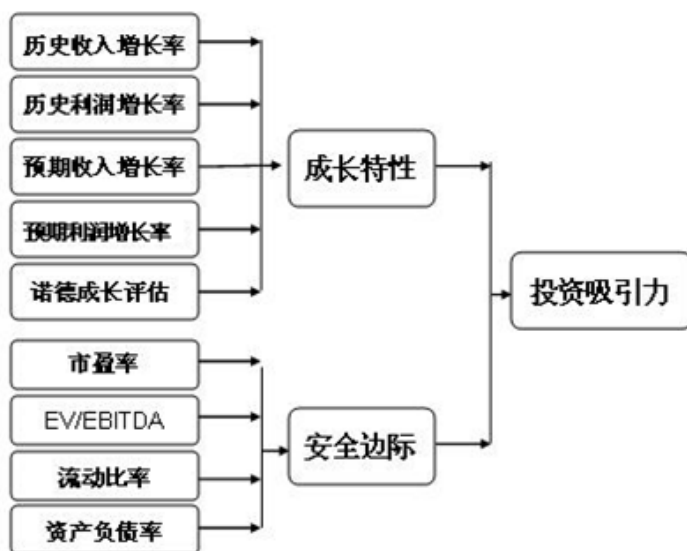 历史收入增长率
历史利润增长率
预期收入增长率
成长特性
预期利润增长率
诺德成长评估
投资吸引力
市盈率
EV/EBITDA
安全边际
流动比率
资产负债率